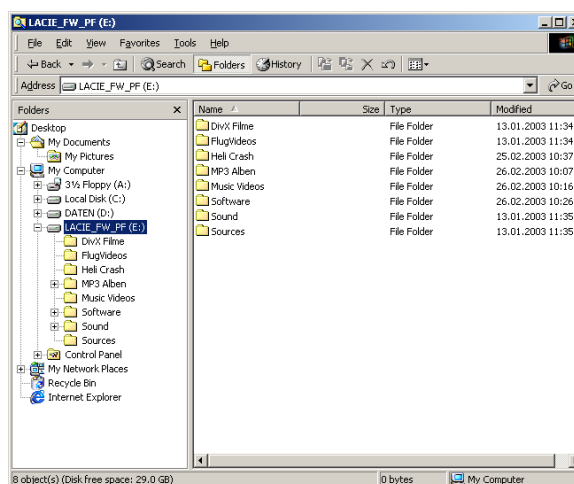 LACIE_FW_PF (E:)
File Edit View Favorites Tools Help
Back Search Folders History
Address LACIE_FW_PF (E:) Go
Folders
Desktop
My Documents
My Pictures
My Computer
3½ Floppy (A:)
Local Disk (C:)
DATEN (D:)
LACIE_FW_PF (E:)
DivX Filme
FlugVideos
Heli Crash
MP3 Alben
Music Videos
Software
Sound
Sources
Control Panel
My Network Places
Recycle Bin
Internet Explorer
Name Size Type Modified
DivX Filme File Folder 13.01.2003 11:34
FlugVideos File Folder 13.01.2003 11:34
Heli Crash File Folder 25.02.2003 10:37
MP3 Alben File Folder 26.02.2003 10:07
Music Videos File Folder 26.02.2003 10:16
Software File Folder 26.02.2003 10:26
Sound File Folder 13.01.2003 11:35
Sources File Folder 13.01.2003 11:35
8 object(s) (Disk free space: 29.0 GB) 0 bytes My Computer